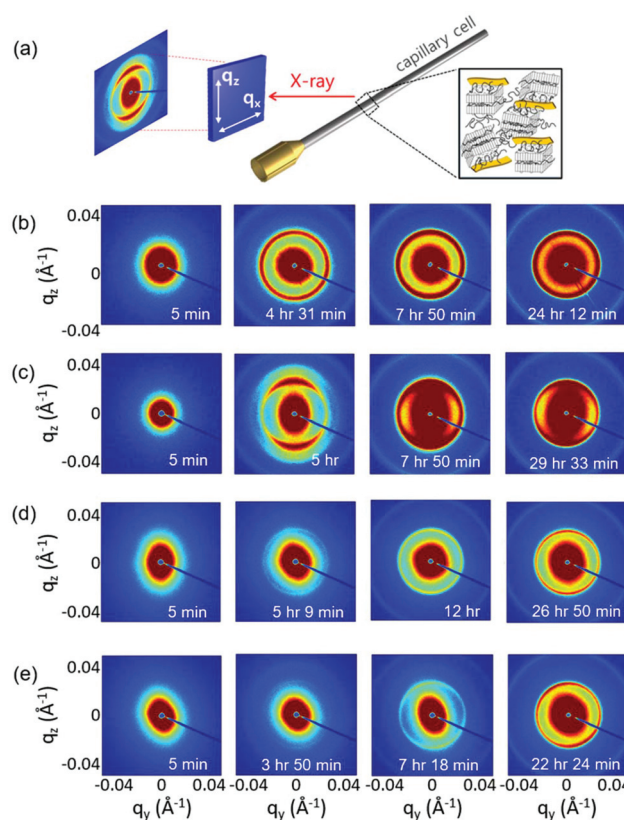 (a)
q_z
q_x
X-ray
capillary cell
(b)
0.04
0
-0.04
q_z (Å⁻¹)
5 min
4 hr 31 min
7 hr 50 min
24 hr 12 min
(c)
0.04
0
-0.04
q_z (Å⁻¹)
5 min
5 hr
7 hr 50 min
29 hr 33 min
(d)
0.04
0
-0.04
q_z (Å⁻¹)
5 min
5 hr 9 min
12 hr
26 hr 50 min
(e)
0.04
0
-0.04
q_z (Å⁻¹)
5 min
3 hr 50 min
7 hr 18 min
22 hr 24 min
-0.04 0 0.04
-0.04 0 0.04
-0.04 0 0.04
-0.04 0 0.04
q_y (Å⁻¹)
q_y (Å⁻¹)
q_y (Å⁻¹)
q_y (Å⁻¹)